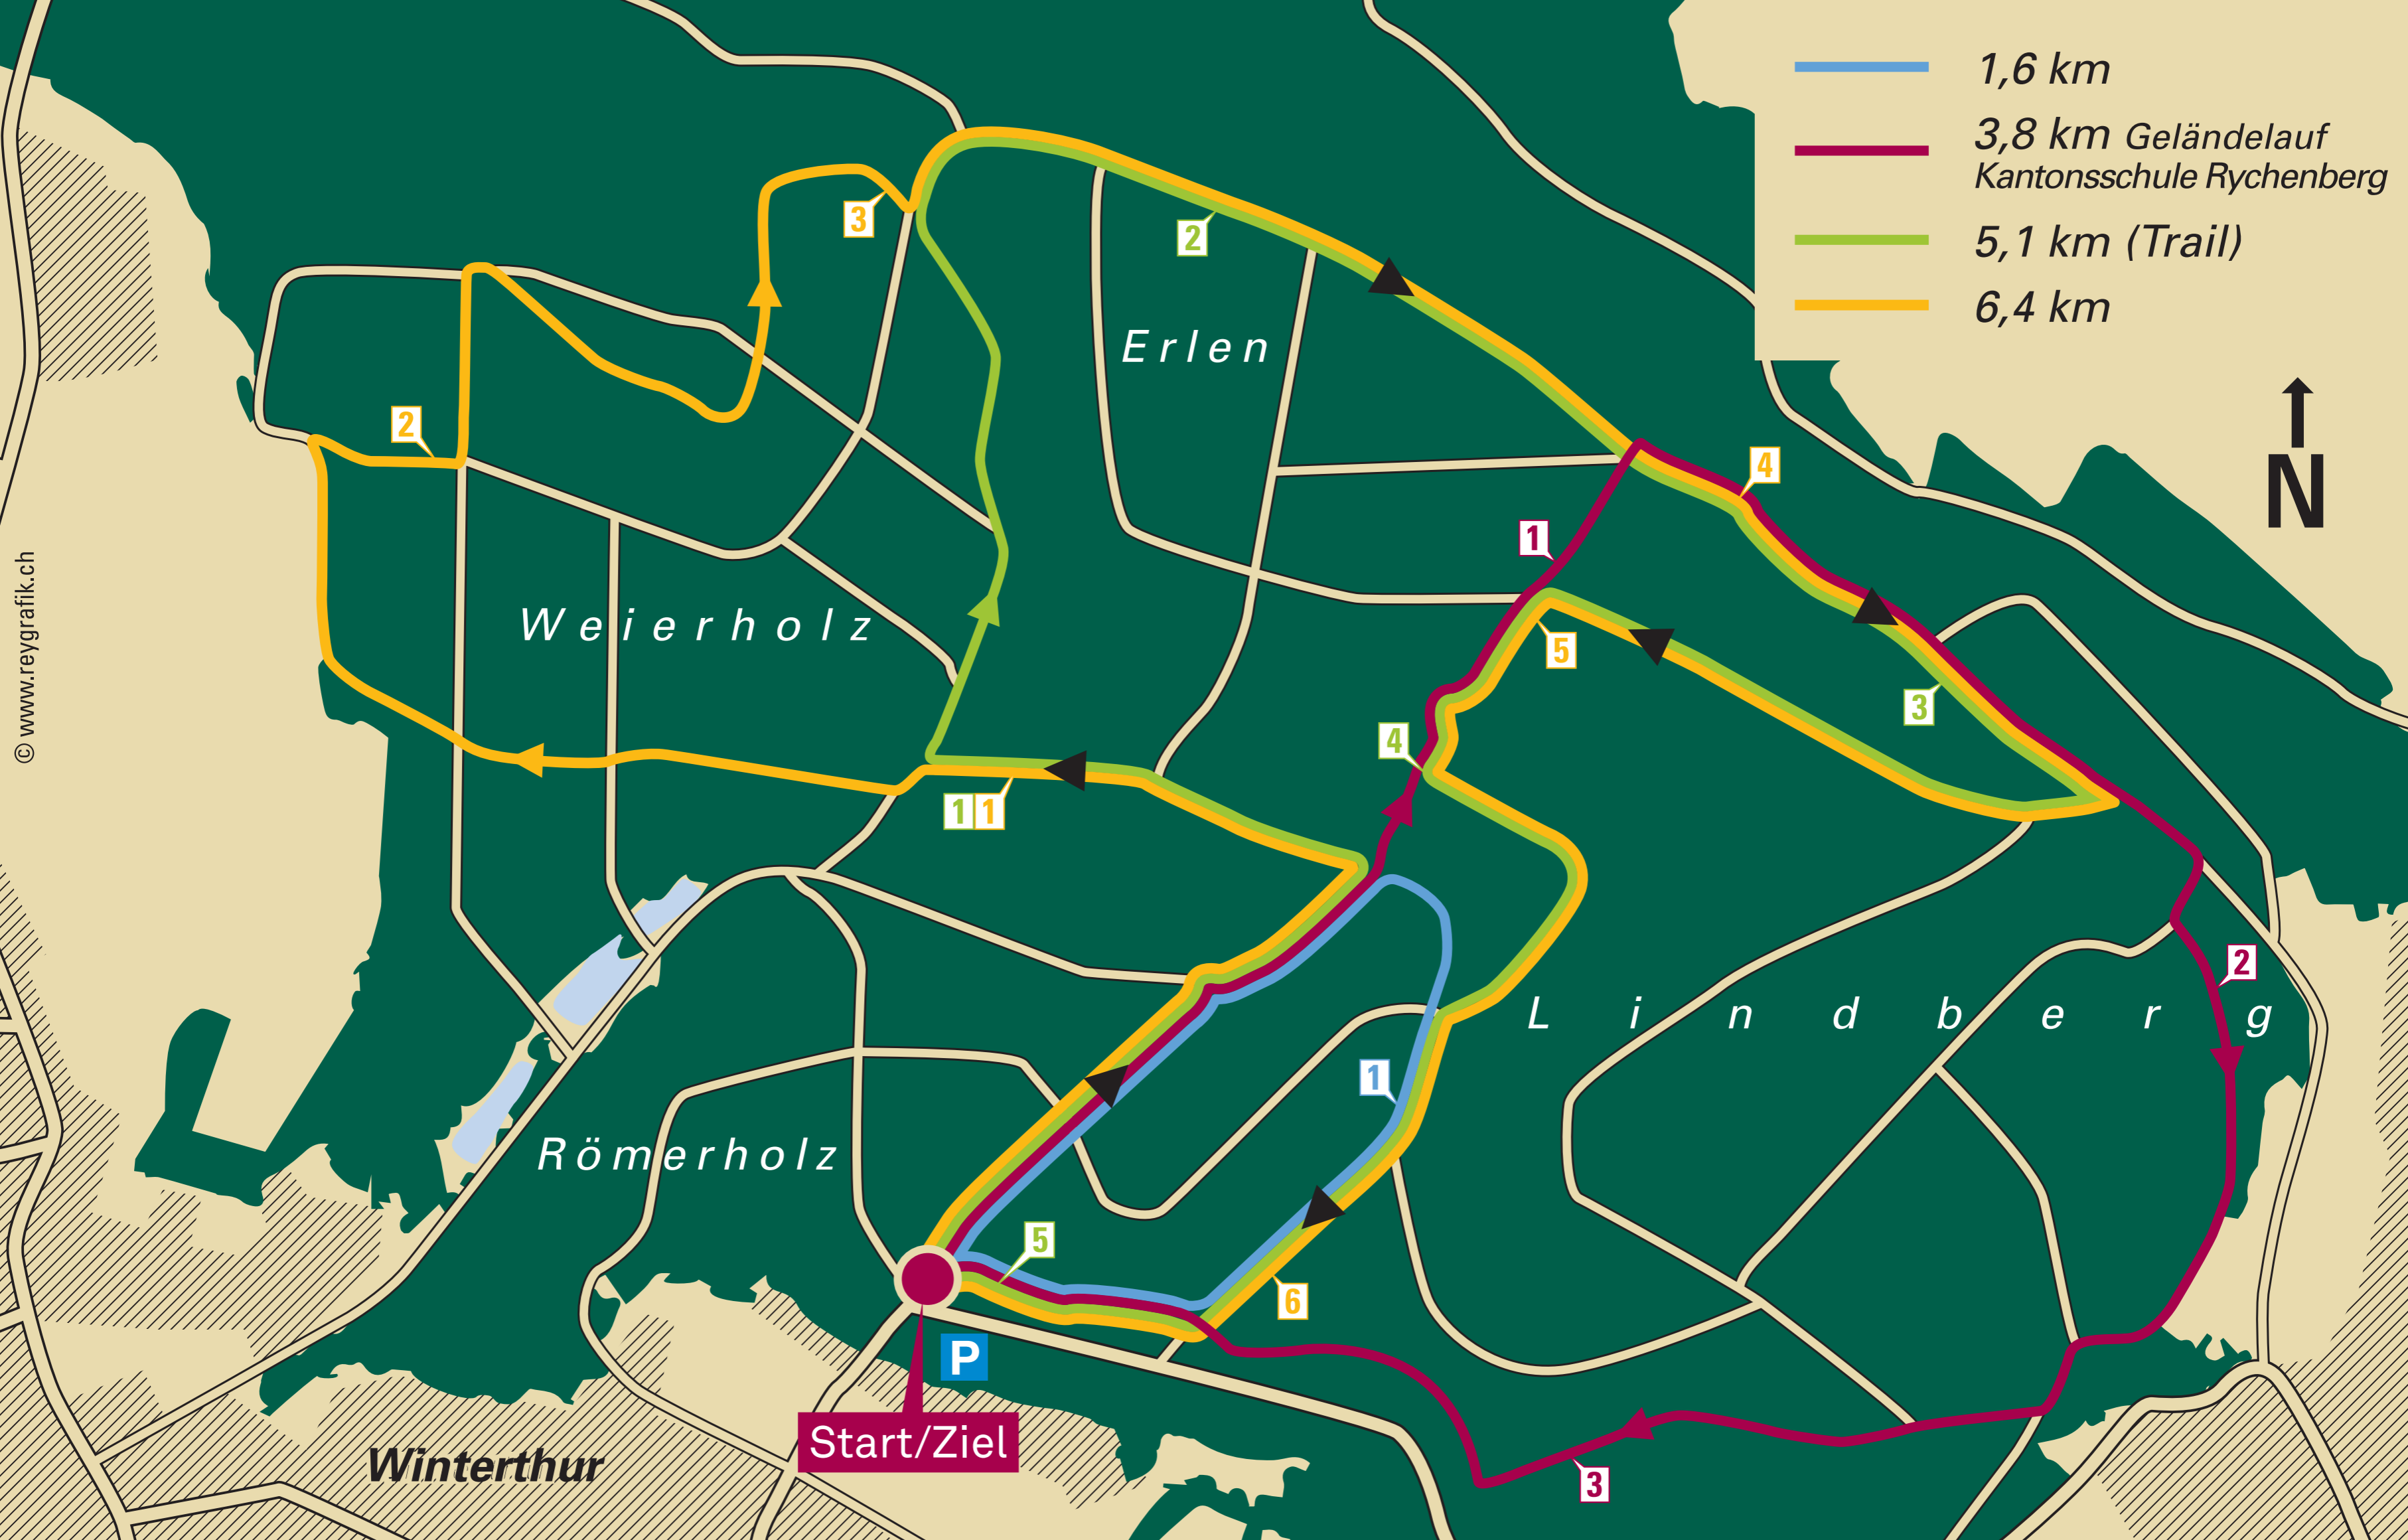 1,6 km
3,8 km Geländelauf
Kantonsschule Rychenberg
5,1 km (Trail)
6,4 km
N
3
2
Erlen
2
4
1
Weierholz
5
3
4
1 1
2
Lindberg
1
Römerholz
5
6
P
Start/Ziel
Winterthur
3
© www.reygrafik.ch